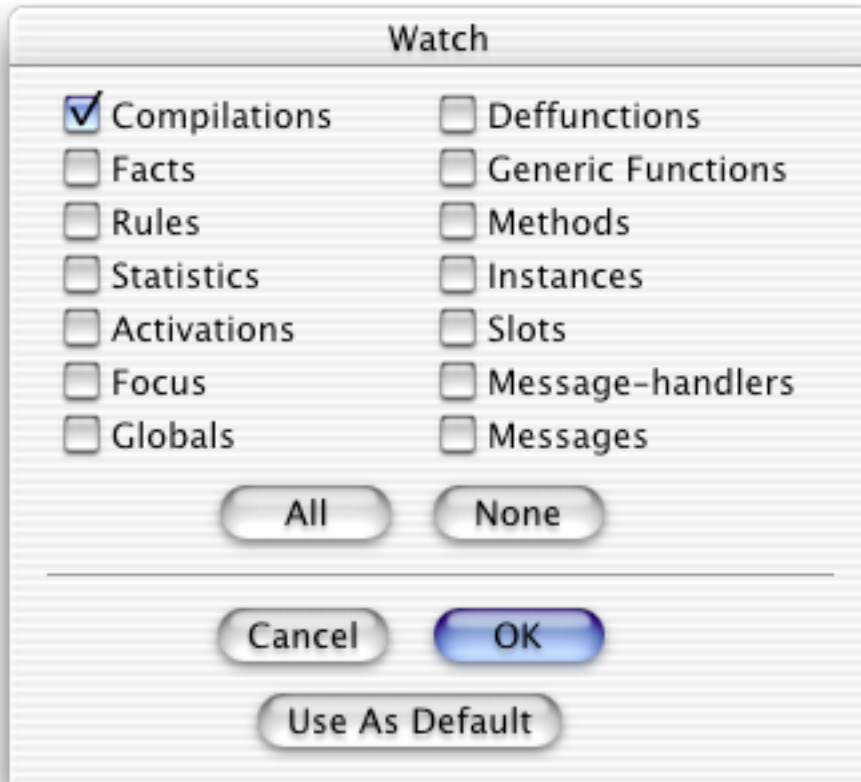 Watch
Compilations
Deffunctions
Facts
Generic Functions
Rules
Methods
Statistics
Instances
Activations
Slots
Focus
Message-handlers
Globals
Messages
All
None
Cancel
OK
Use As Default